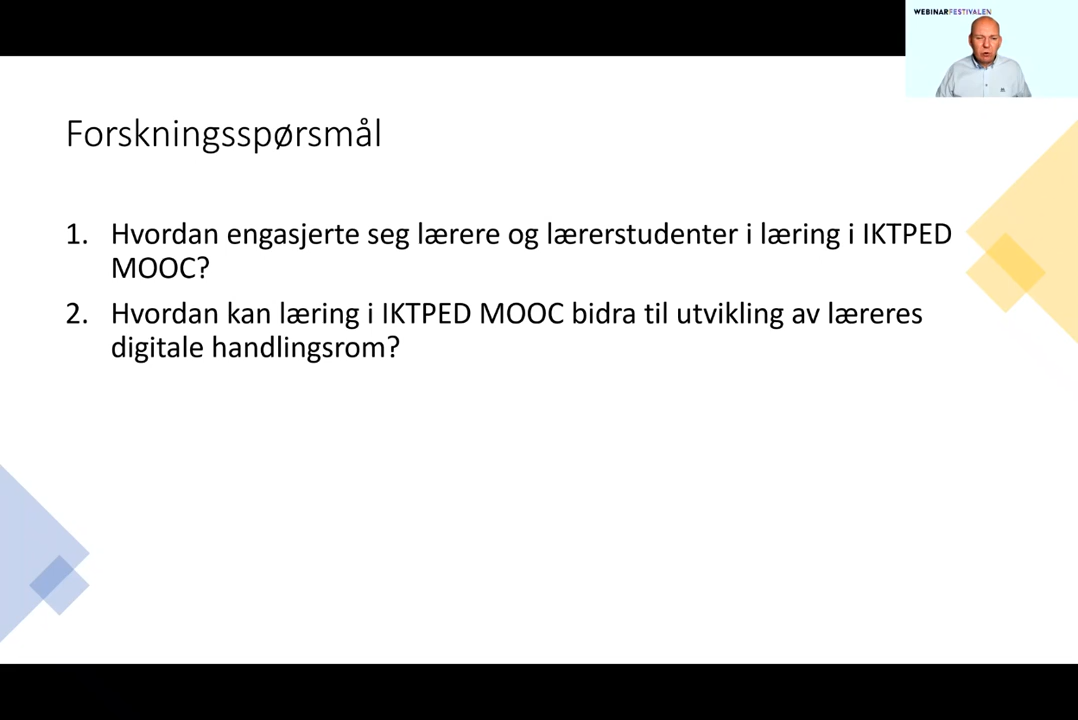 WEBINARFESTIVALEN
Forskningsspørsmål
1. Hvordan engasjerte seg lærere og lærerstudenter i læring i IKTPED
MOOC?
2. Hvordan kan læring i IKTPED MOOC bidra til utvikling av læreres
digitale handlingsrom?